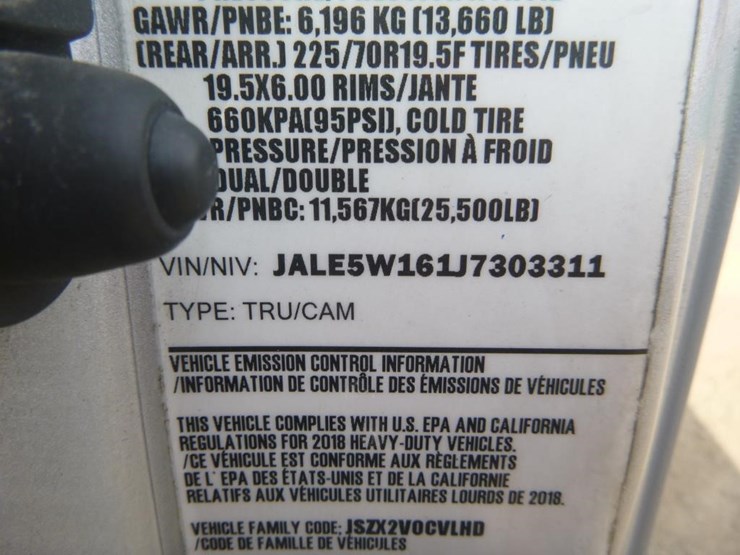 GAWR/PNBE: 6,196 KG (13,660 LB)
(REAR/ARR.) 225/70R19.5F TIRES/PNEU
19.5X6.00 RIMS/JANTE
660KPA(95PSI), COLD TIRE
PRESSURE/PRESSION À FROID
DUAL/DOUBLE
R/PNBC: 11,567KG(25,500LB)
VIN/NIV: JALE5W161J7303311
TYPE: TRU/CAM
VEHICLE EMISSION CONTROL INFORMATION
/INFORMATION DE CONTRÔLE DES ÉMISSIONS DE VÉHICULES
THIS VEHICLE COMPLIES WITH U.S. EPA AND CALIFORNIA
REGULATIONS FOR 2018 HEAVY-DUTY VEHICLES.
/CE VÉHICULE EST CONFORME AUX RÈGLEMENTS
DE L' EPA DES ÉTATS-UNIS ET DE LA CALIFORNIE
RELATIFS AUX VÉHICULES UTILITAIRES LOURDS DE 2018.
VEHICLE FAMILY CODE: JSZX2VOCVLHD
/CODE DE FAMILLE DE VÉHICULES